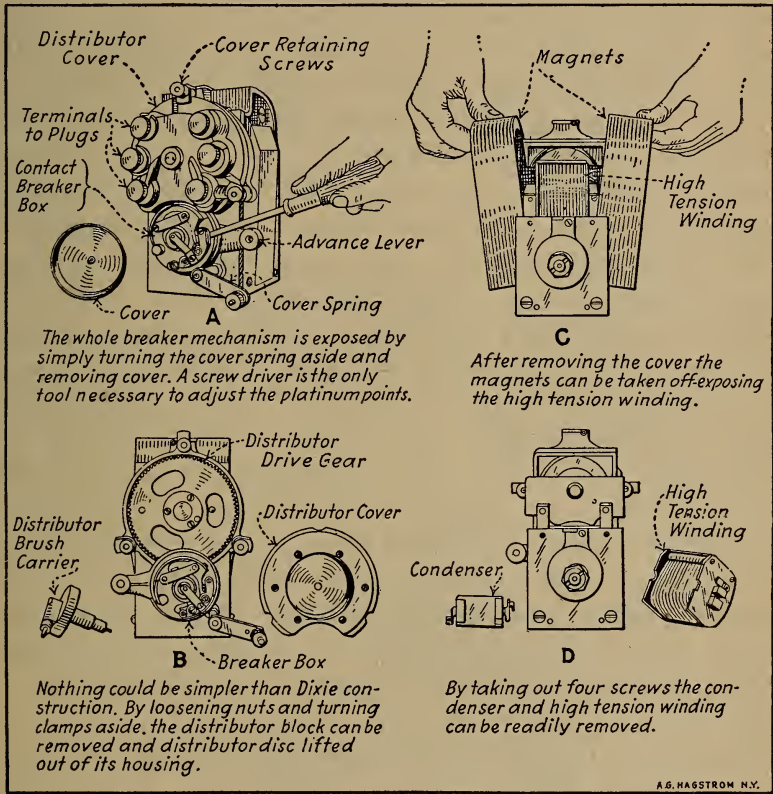 Distributor
Cover
Cover Retaining
Screws
Terminals
to Plugs
Contact
Breaker
Box
Advance Lever
Cover Spring
Cover
A
The whole breaker mechanism is exposed by
simply turning the cover spring aside and
removing cover. A screw driver is the only
tool necessary to adjust the platinum points.
Magnets
High
Tension
Winding
C
After removing the cover the
magnets can be taken off-exposing
the high tension winding.
Distributor
Drive Gear
Distributor
Brush
Carrier
Distributor Cover
Breaker Box
B
Nothing could be simpler than Dixie con-
struction. By loosening nuts and turning
clamps aside, the distributor block can be
removed and distributor disc lifted
out of its housing.
Condenser
High
Tension
Winding
D
By taking out four screws the con-
denser and high tension winding
can be readily removed.
A.G. HAGSTROM N.Y.